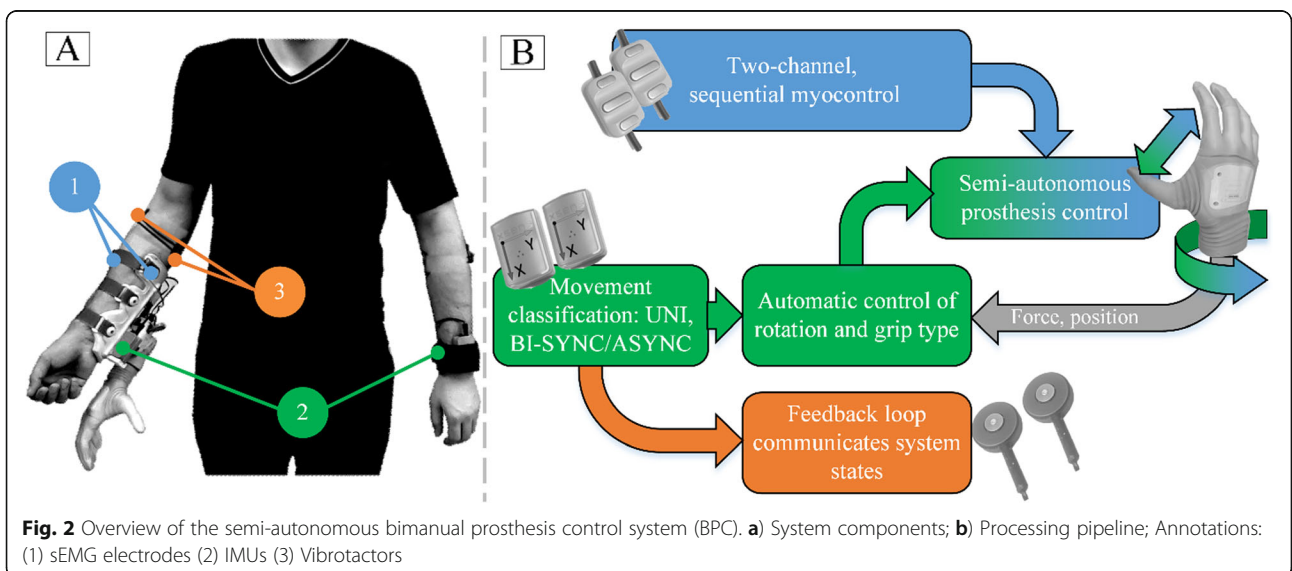 A
1
3
2
B
Two-channel,
sequential myocontrol
Semi-autonomous
prosthesis control
Y
X
Y
X
Movement
classification: UNI,
BI-SYNC/ASYNC
Automatic control of
rotation and grip type
Force, position
Feedback loop
communicates system
states
Fig. 2 Overview of the semi-autonomous bimanual prosthesis control system (BPC). a) System components; b) Processing pipeline; Annotations:
(1) sEMG electrodes (2) IMUs (3) Vibrotactors